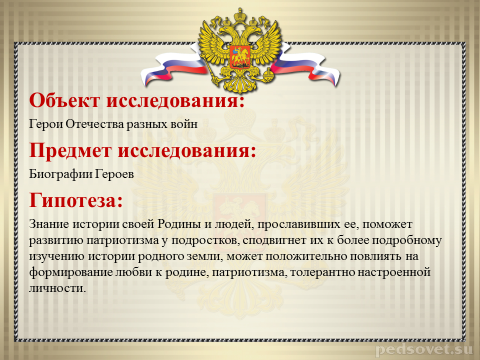 Объект исследования:
Герои Отечества разных войн
Предмет исследования:
Биографии Героев
Гипотеза:
Знание истории своей Родины и людей, прославивших ее, поможет
развитию патриотизма у подростков, сподвигнет их к более подробному
изучению истории родного земли, может положительно повлиять на
формирование любви к родине, патриотизма, толерантно настроенной
личности.
pedsovet.su